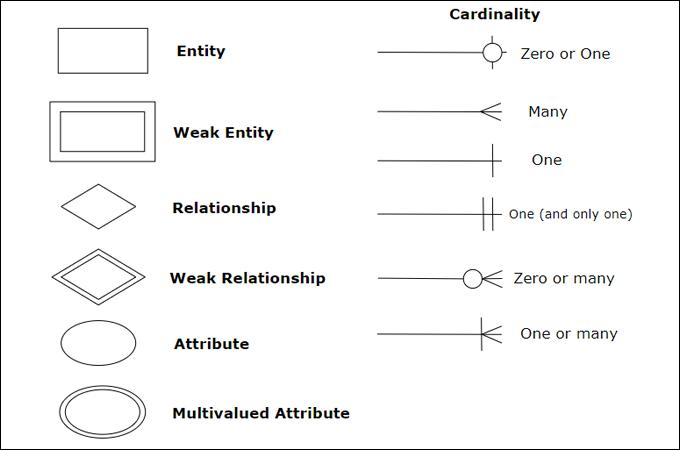 Cardinality
Entity
Zero or One
Weak Entity
Many
One
Relationship
One (and only one)
Weak Relationship
Zero or many
Attribute
One or many
Multivalued Attribute